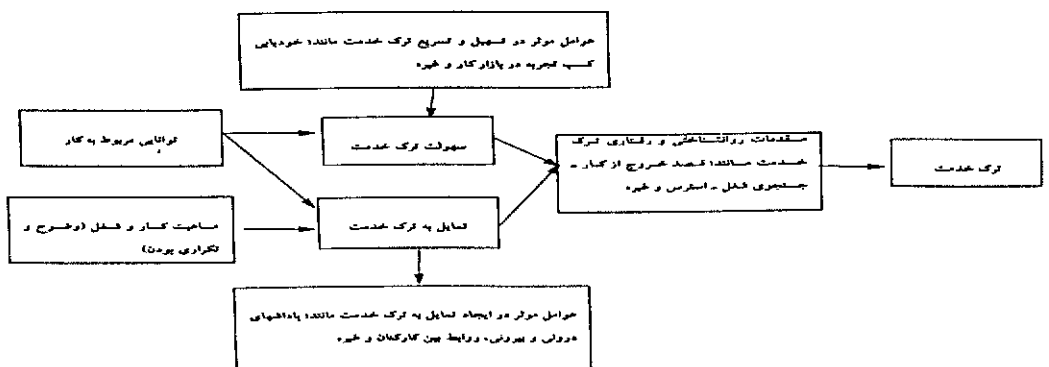 عوامل موثر در تسهیل و تسریع ترک خدمت مانند؛ خودیابی
کسب تجربه در بازار کار و غیره
توانایی مربوط به کار
سهولت ترک خدمت
مقدمات روانشناختی و رفتاری ترک
خدمت مانند؛ قصد خروج از کار -
جستجوی شغل - استرس و غیره
ترک خدمت
ماهیت کار و شغل (وضوح و
تکراری بودن)
تمایل به ترک خدمت
عوامل موثر در ایجاد تمایل به ترک خدمت مانند؛ پاداشهای
درونی و بیرونی، روابط بین کارکنان و غیره